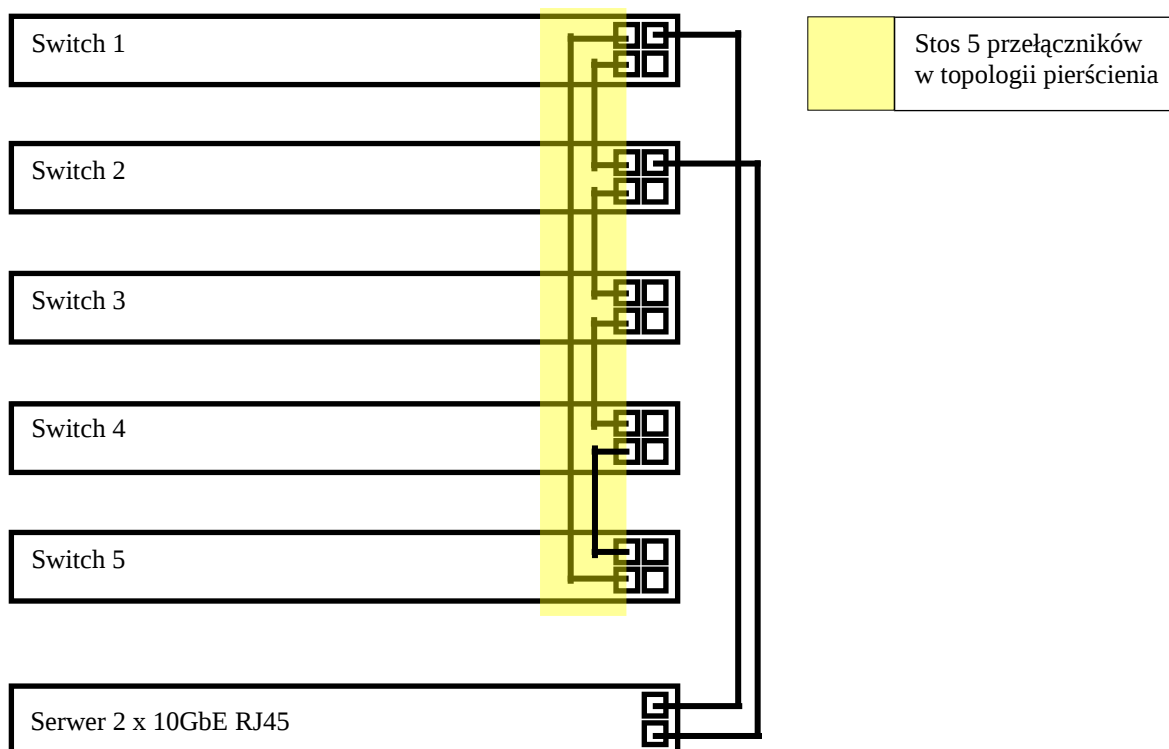 Switch 1
Stos 5 przełączników
w topologii pierścienia
Switch 2
Switch 3
Switch 4
Switch 5
Serwer 2 x 10GbE RJ45